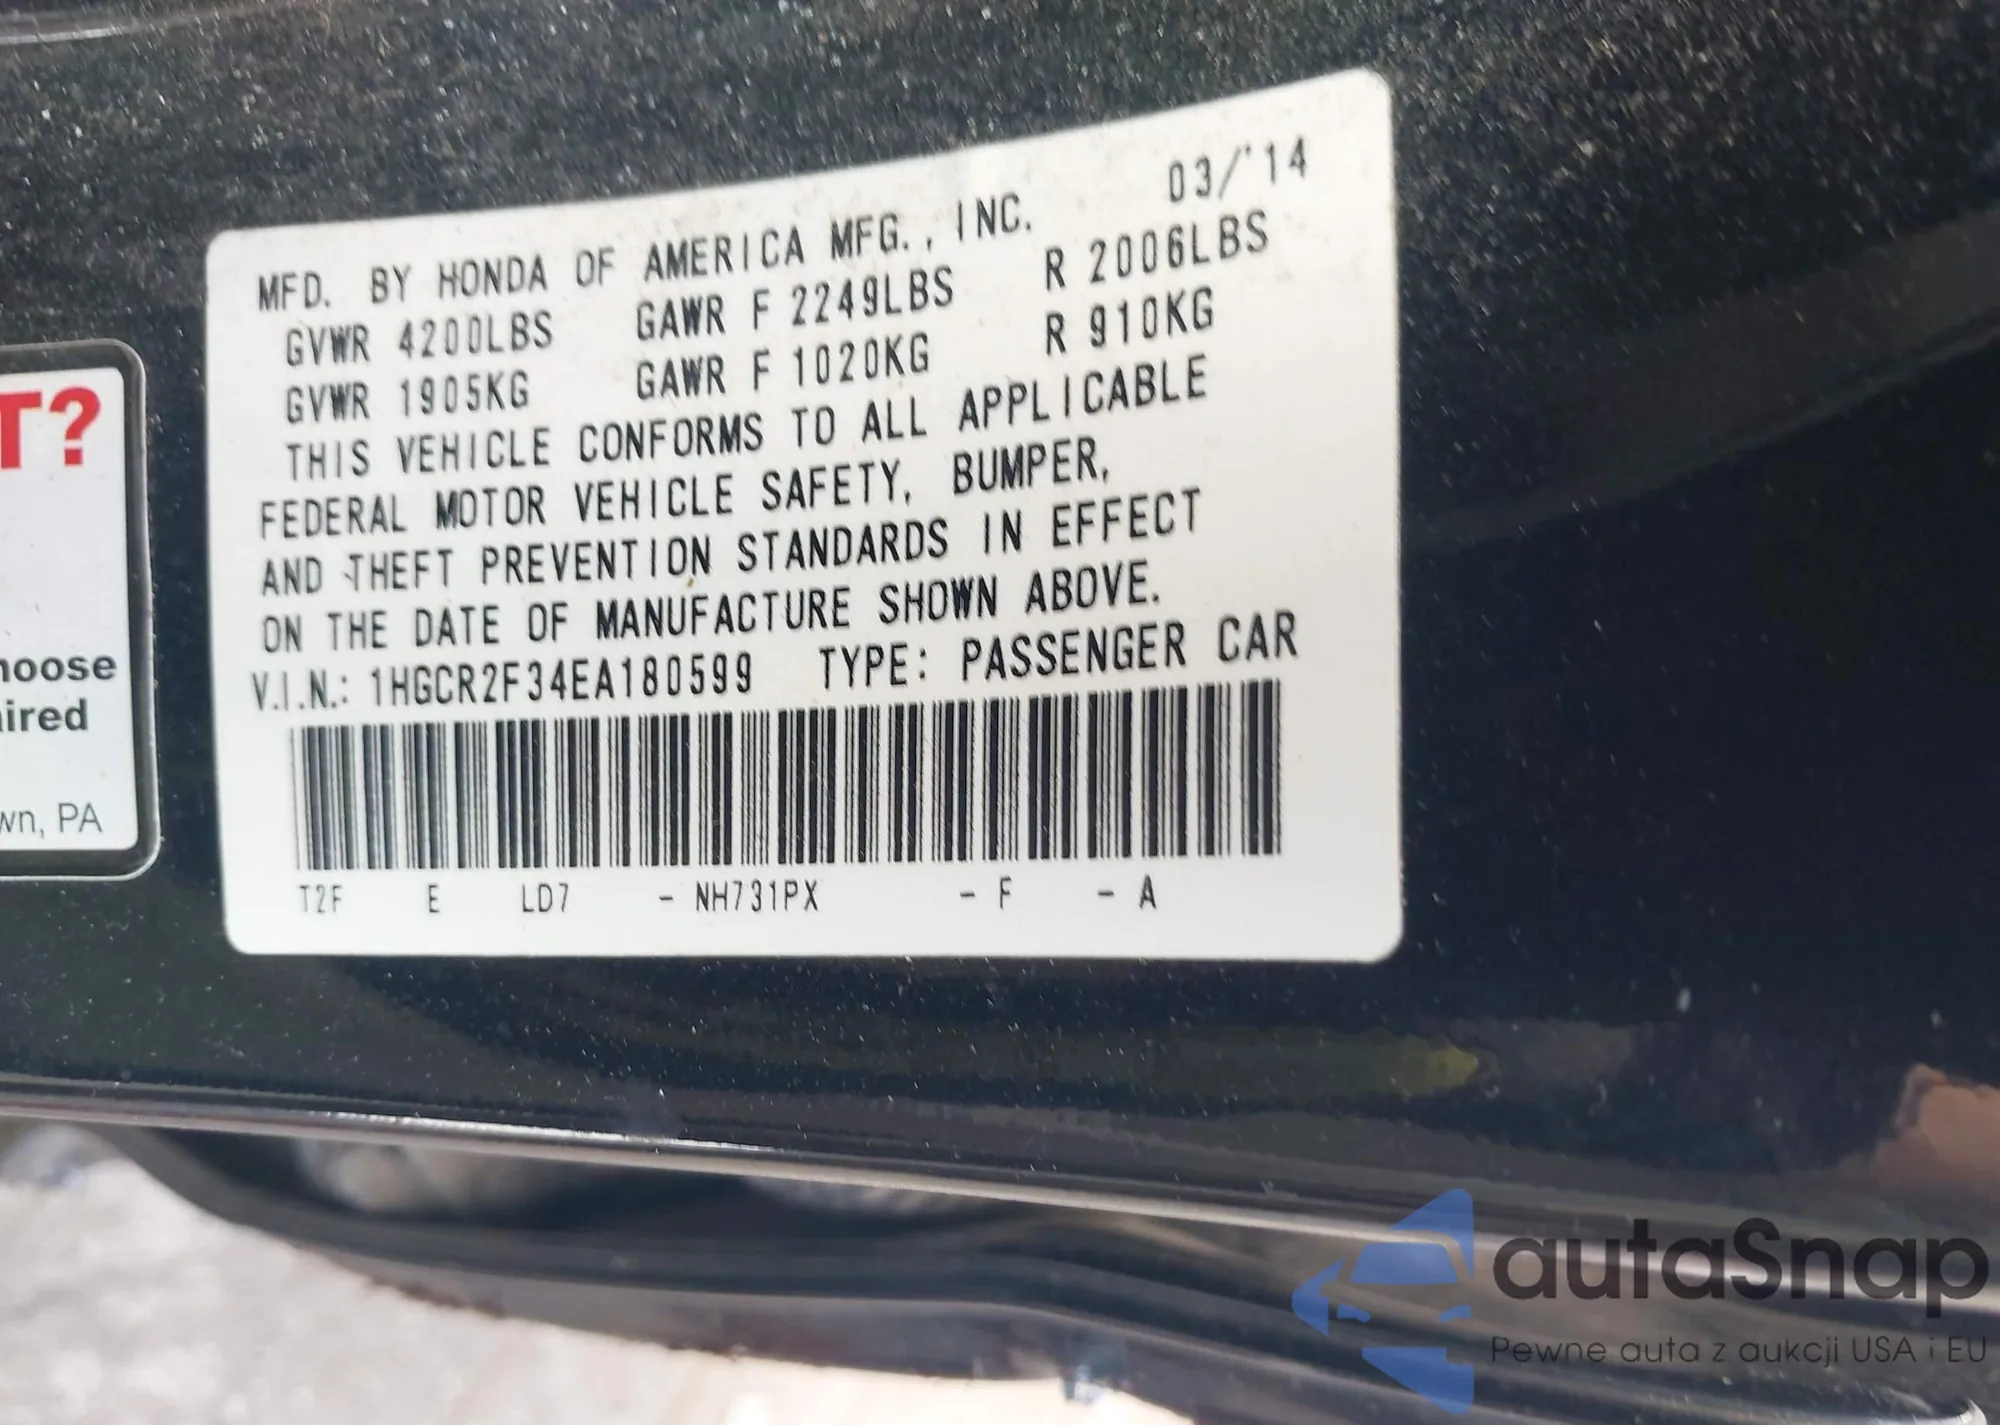 MFD. BY HONDA OF AMERICA MFG., INC. 03/'14
GVWR 4200LBS GAWR F 2249LBS R 2006LBS
GVWR 1905KG GAWR F 1020KG R 910KG
THIS VEHICLE CONFORMS TO ALL APPLICABLE
FEDERAL MOTOR VEHICLE SAFETY, BUMPER,
AND THEFT PREVENTION STANDARDS IN EFFECT
ON THE DATE OF MANUFACTURE SHOWN ABOVE.
V.I.N.: 1HGCR2F34EA180599 TYPE: PASSENGER CAR
T2F E LD7 - NH731PX - F - A
T?
hoose
ired
wn, PA
autaSnap
Pewne auta z aukcji USA i EU